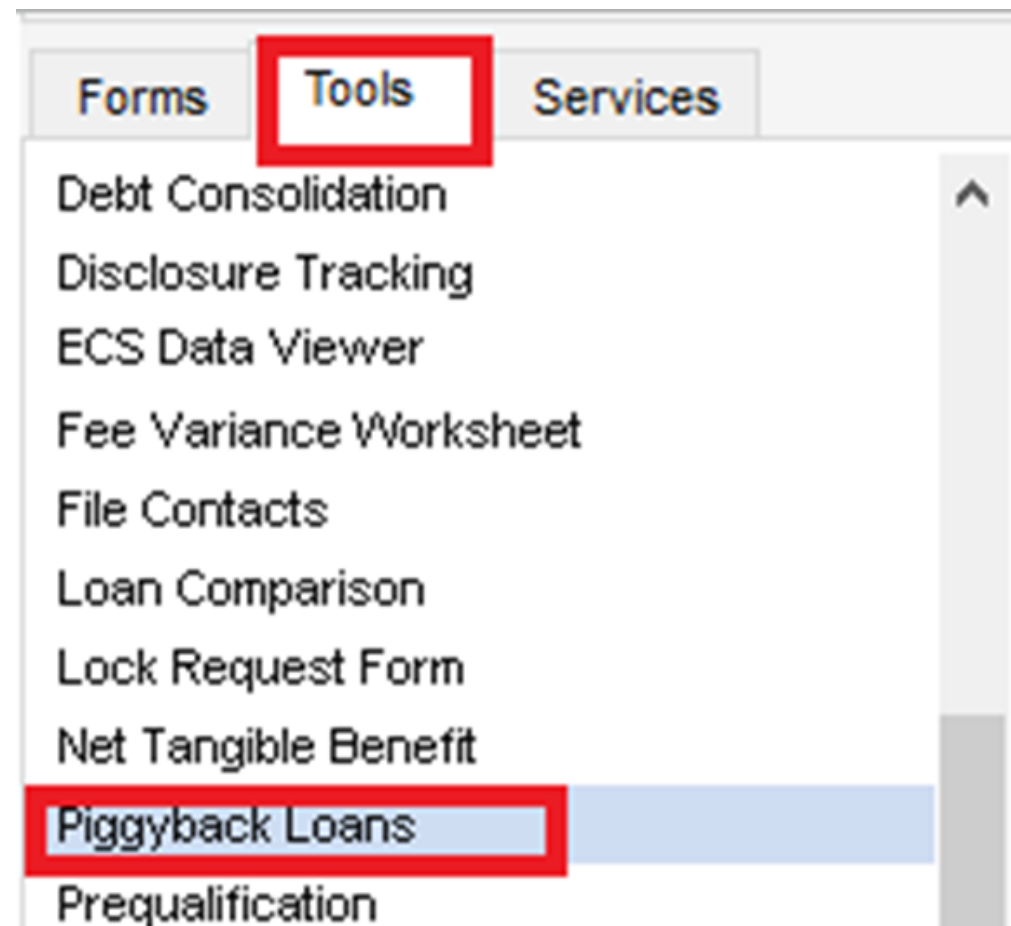 Forms Tools Services
Debt Consolidation
Disclosure Tracking
ECS Data Viewer
Fee Variance Worksheet
File Contacts
Loan Comparison
Lock Request Form
Net Tangible Benefit
Piggyback Loans
Prequalification